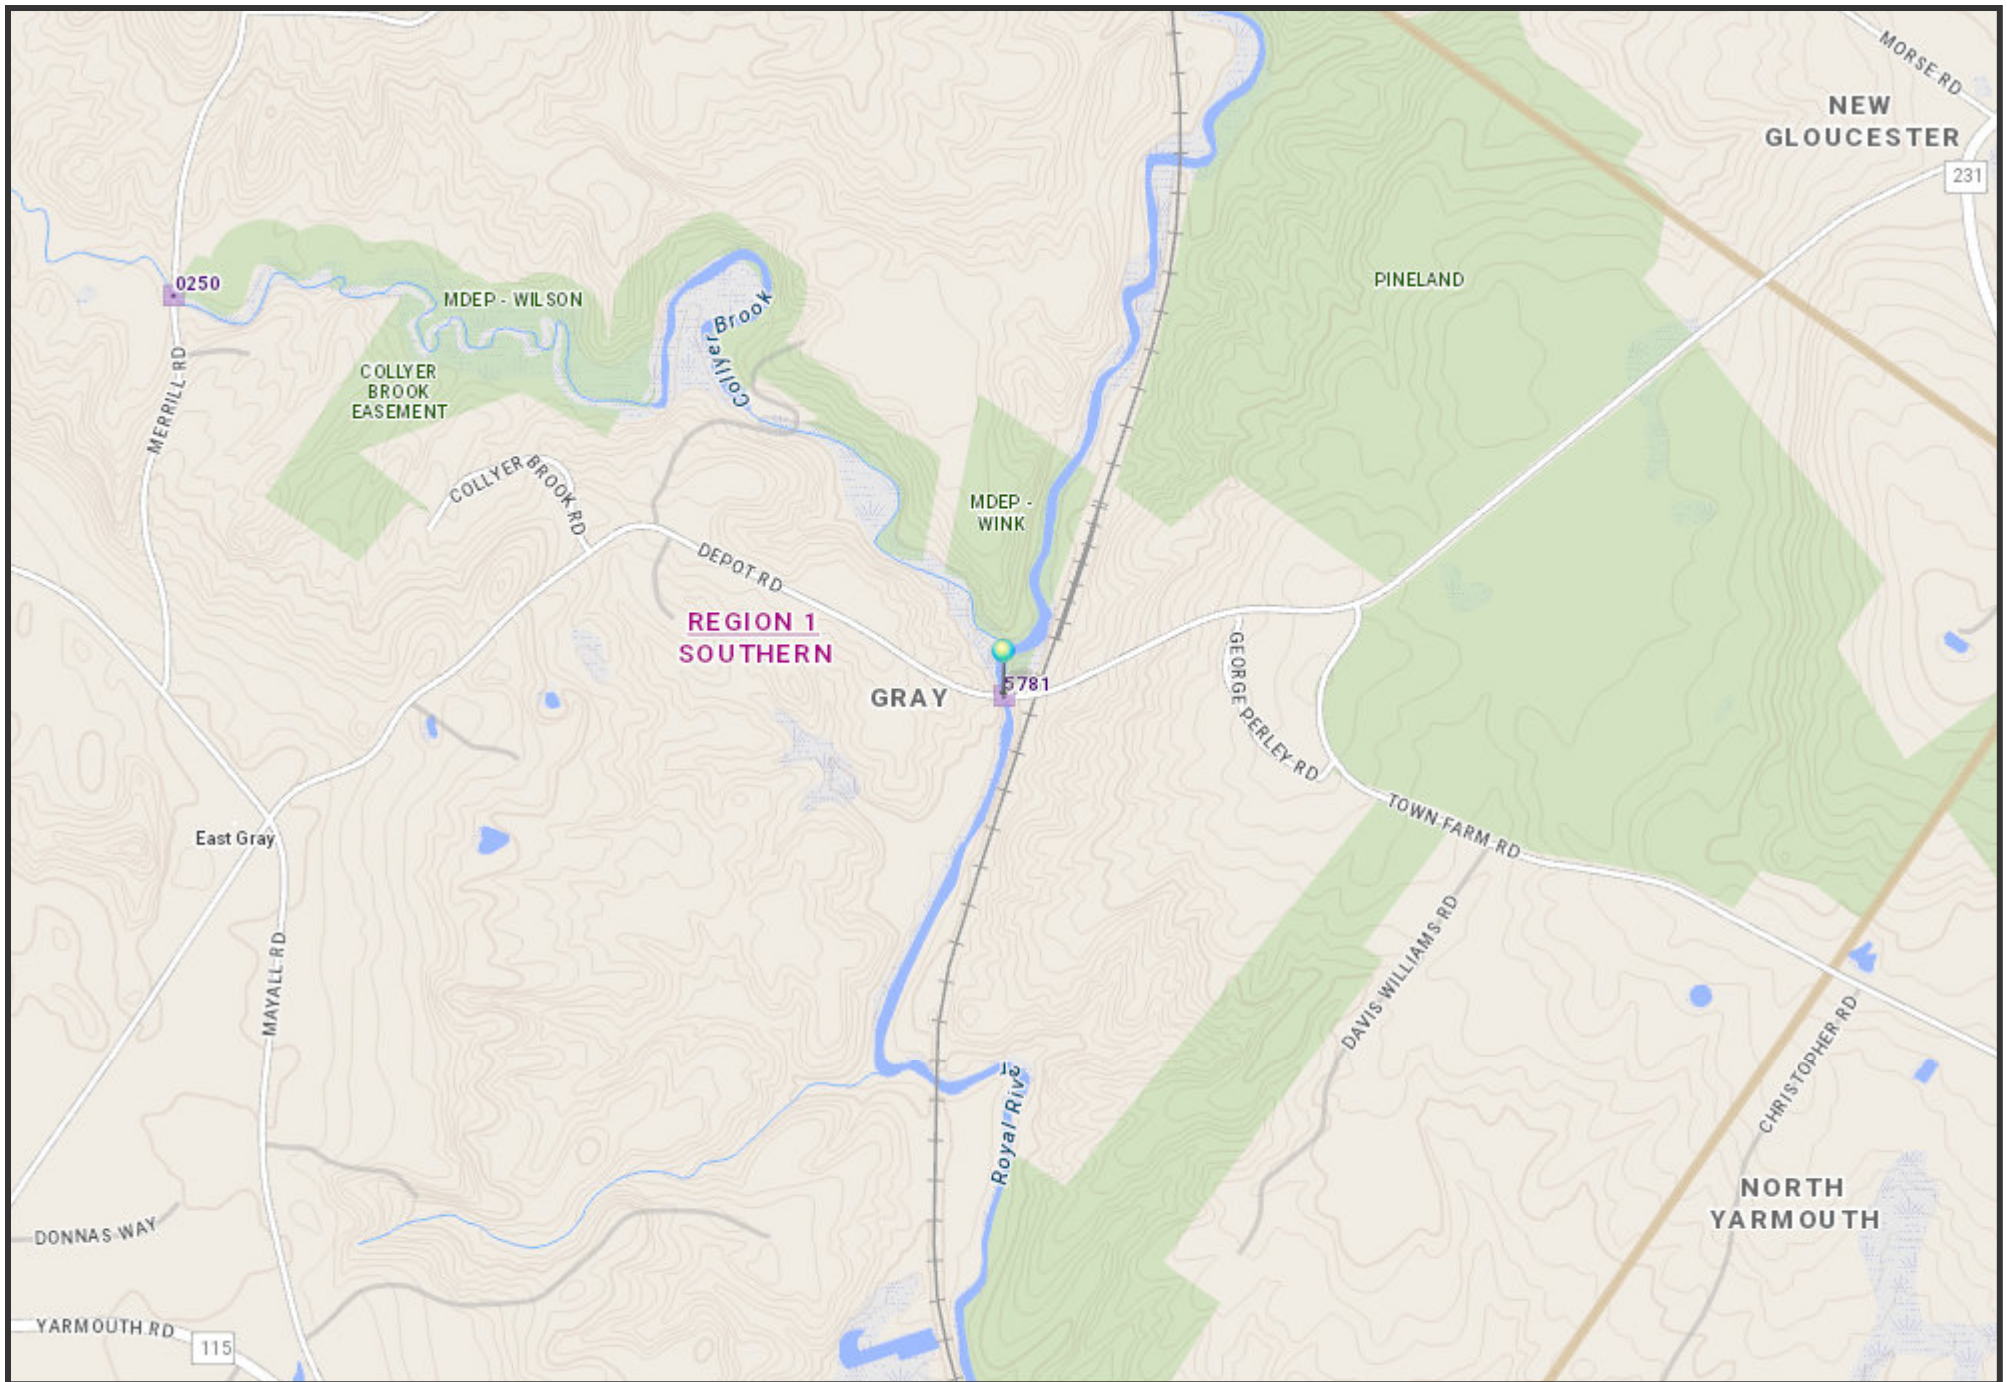 MORSE RD
NEW
GLOUCESTER
231
PINELAND
0250
MDEP - WILSON
Collyer Brook
COLLYER
BROOK
EASEMENT
MERRILL RD
COLLYER BROOK RD
MDEP -
WINK
DEPOT RD
REGION 1
SOUTHERN
GRAY
5781
GEORGE PERLEY RD
TOWN FARM RD
East Gray
MAYALL RD
DAVIS WILLIAMS RD
CHRISTOPHER RD
Royal River
NORTH
YARMOUTH
DONNAS WAY
YARMOUTH RD
115